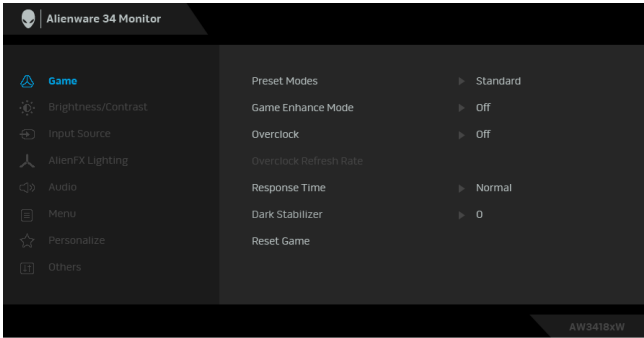 Alienware 34 Monitor
Game
Brightness/Contrast
Input Source
AlienFX Lighting
Audio
Menu
Personalize
Others
Preset Modes Standard
Game Enhance Mode Off
Overclock Off
Overclock Refresh Rate
Response Time Normal
Dark Stabilizer 0
Reset Game
AW3418xW